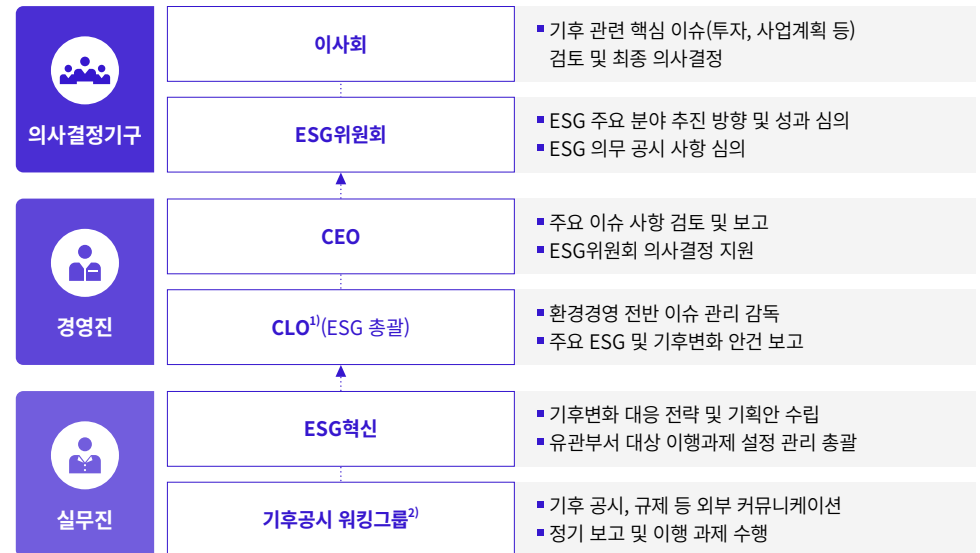 의사결정기구
이사회
기후 관련 핵심 이슈(투자, 사업계획 등)
검토 및 최종 의사결정
ESG위원회
ESG 주요 분야 추진 방향 및 성과 심의
ESG 의무 공시 사항 심의
경영진
CEO
주요 이슈 사항 검토 및 보고
ESG위원회 의사결정 지원
CLO1)(ESG 총괄)
환경경영 전반 이슈 관리 감독
주요 ESG 및 기후변화 안건 보고
실무진
ESG혁신
기후변화 대응 전략 및 기획안 수립
유관부서 대상 이행과제 설정 관리 총괄
기후공시 워킹그룹2)
기후 공시, 규제 등 외부 커뮤니케이션
정기 보고 및 이행 과제 수행